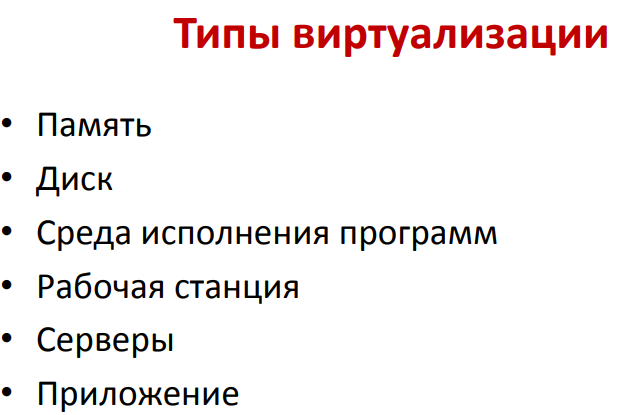 Типы виртуализации
• Память
• Диск
• Среда исполнения программ
• Рабочая станция
• Серверы
• Приложение